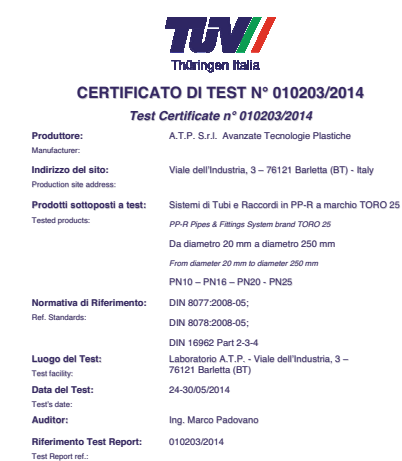 TÜV
Thüringen Italia
CERTIFICATO DI TEST N° 010203/2014
Test Certificate n° 010203/2014
Produttore: A.T.P. S.r.l. Avanzate Tecnologie Plastiche
Manufacturer:
Indirizzo del sito: Viale dell'Industria, 3 – 76121 Barletta (BT) - Italy
Production site address:
Prodotti sottoposti a test: Sistemi di Tubi e Raccordi in PP-R a marchio TORO 25
Tested products: PP-R Pipes & Fittings System brand TORO 25
Da diametro 20 mm a diametro 250 mm
From diameter 20 mm to diameter 250 mm
PN10 – PN16 – PN20 - PN25
Normativa di Riferimento: DIN 8077:2008-05;
Ref. Standards: DIN 8078:2008-05;
DIN 16962 Part 2-3-4
Luogo del Test: Laboratorio A.T.P. - Viale dell'Industria, 3 –
Test facility: 76121 Barletta (BT)
Data del Test: 24-30/05/2014
Test's date:
Auditor: Ing. Marco Padovano
Riferimento Test Report: 010203/2014
Test Report ref.: